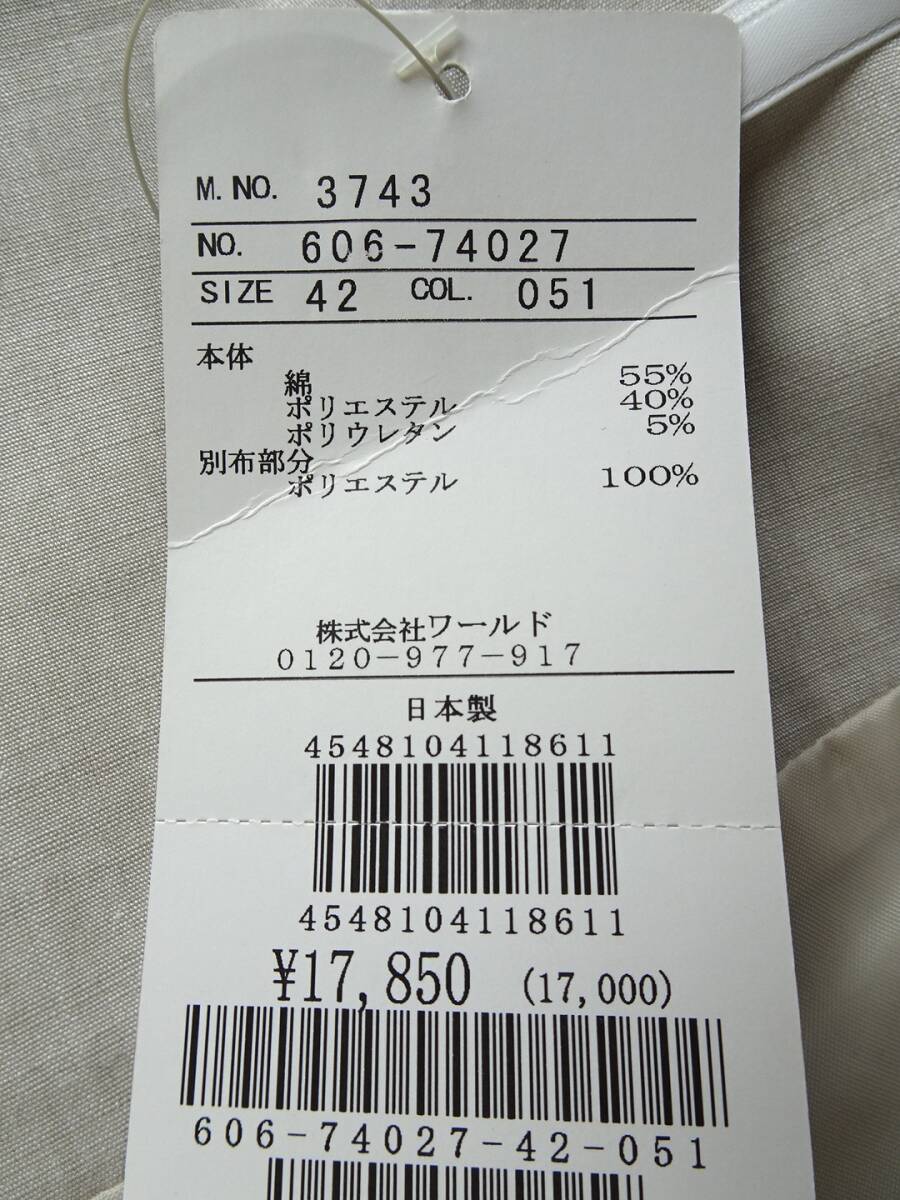 M. NO. 3743
NO. 606-74027
SIZE 42 COL. 051
本体
綿 55%
ポリエステル 40%
ポリウレタン 5%
別布部分
ポリエステル 100%
株式会社ワールド
0120-977-917
日本製
4548104118611
4548104118611
¥17,850 (17,000)
606-74027-42-051